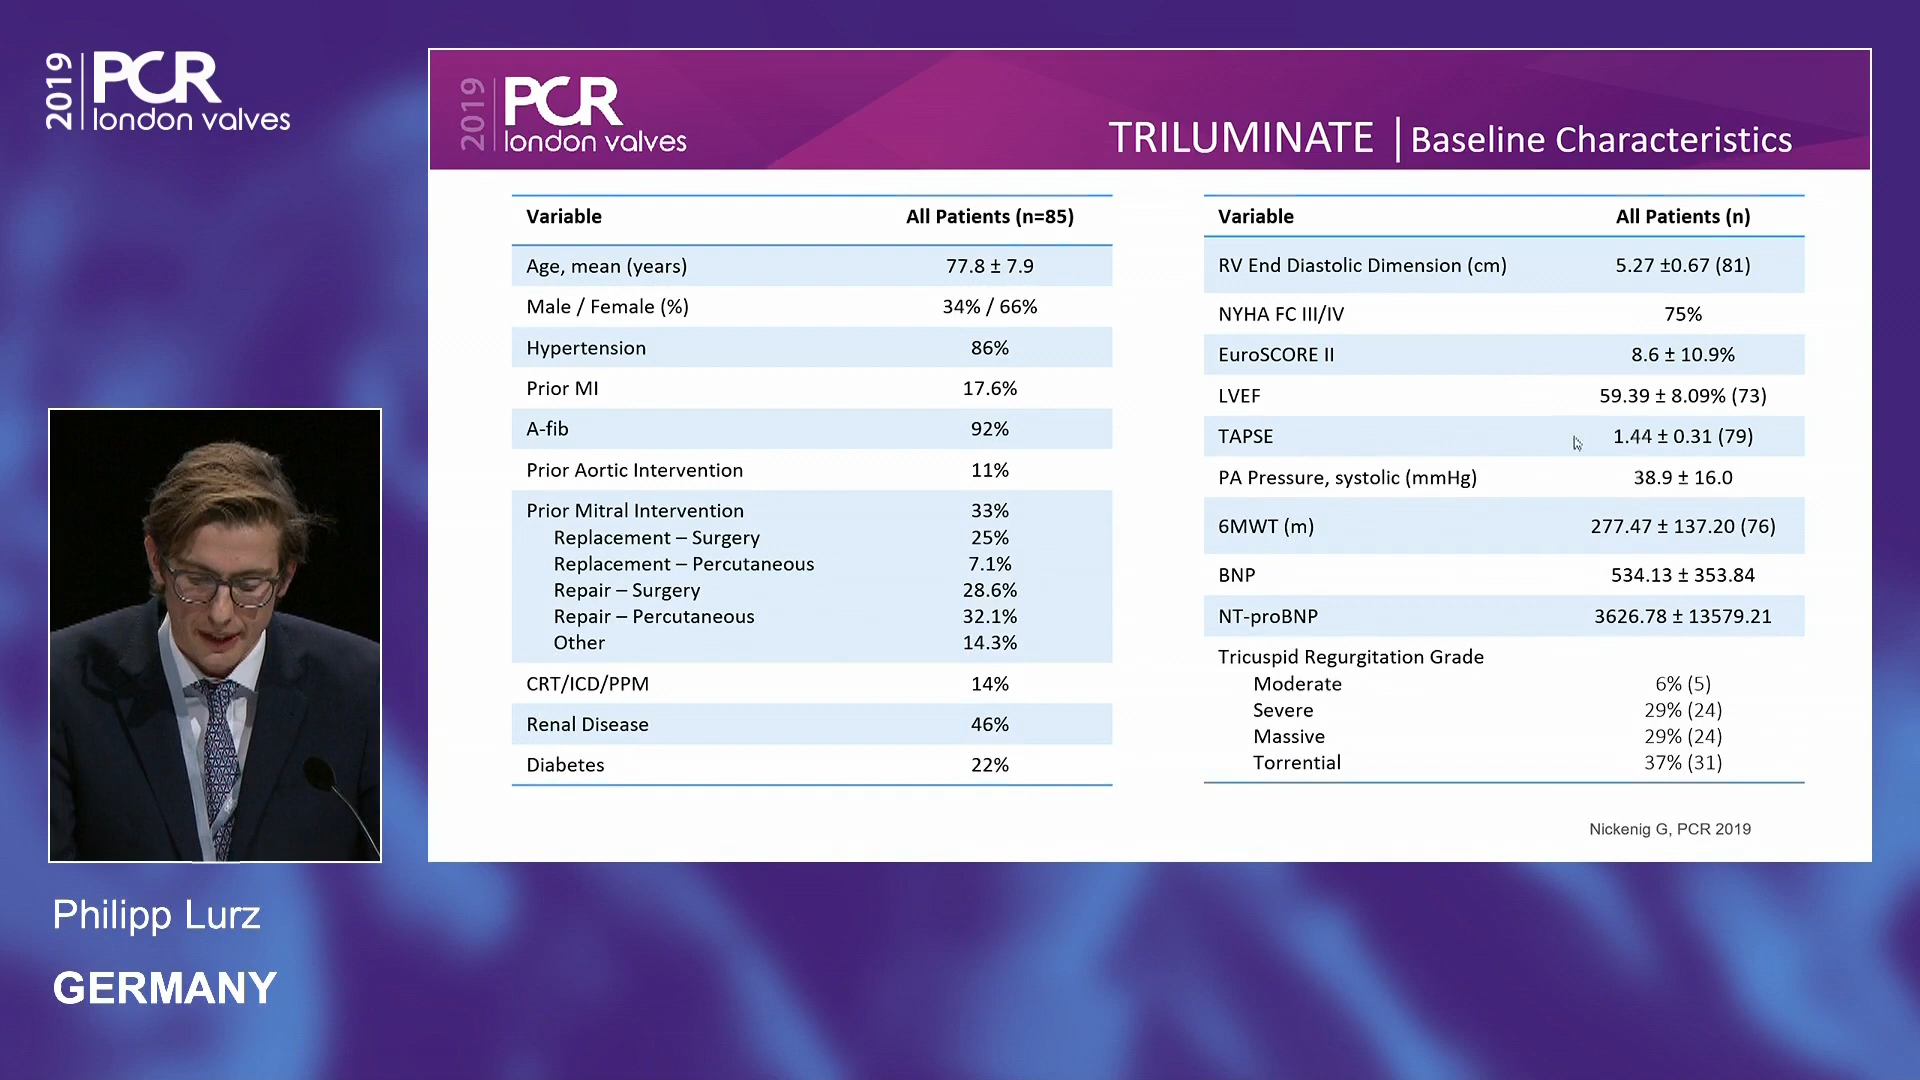 2019 PCR london valves
2019 PCR london valves
TRILUMINATE | Baseline Characteristics
Variable All Patients (n=85)
Age, mean (years) 77.8 ± 7.9
Male / Female (%) 34% / 66%
Hypertension 86%
Prior MI 17.6%
A-fib 92%
Prior Aortic Intervention 11%
Prior Mitral Intervention 33%
Replacement – Surgery 25%
Replacement – Percutaneous 7.1%
Repair – Surgery 28.6%
Repair – Percutaneous 32.1%
Other 14.3%
CRT/ICD/PPM 14%
Renal Disease 46%
Diabetes 22%
Variable All Patients (n)
RV End Diastolic Dimension (cm) 5.27 ±0.67 (81)
NYHA FC III/IV 75%
EuroSCORE II 8.6 ± 10.9%
LVEF 59.39 ± 8.09% (73)
TAPSE 1.44 ± 0.31 (79)
PA Pressure, systolic (mmHg) 38.9 ± 16.0
6MWT (m) 277.47 ± 137.20 (76)
BNP 534.13 ± 353.84
NT-proBNP 3626.78 ± 13579.21
Tricuspid Regurgitation Grade
Moderate 6% (5)
Severe 29% (24)
Massive 29% (24)
Torrential 37% (31)
Nickenig G, PCR 2019
Philipp Lurz
GERMANY